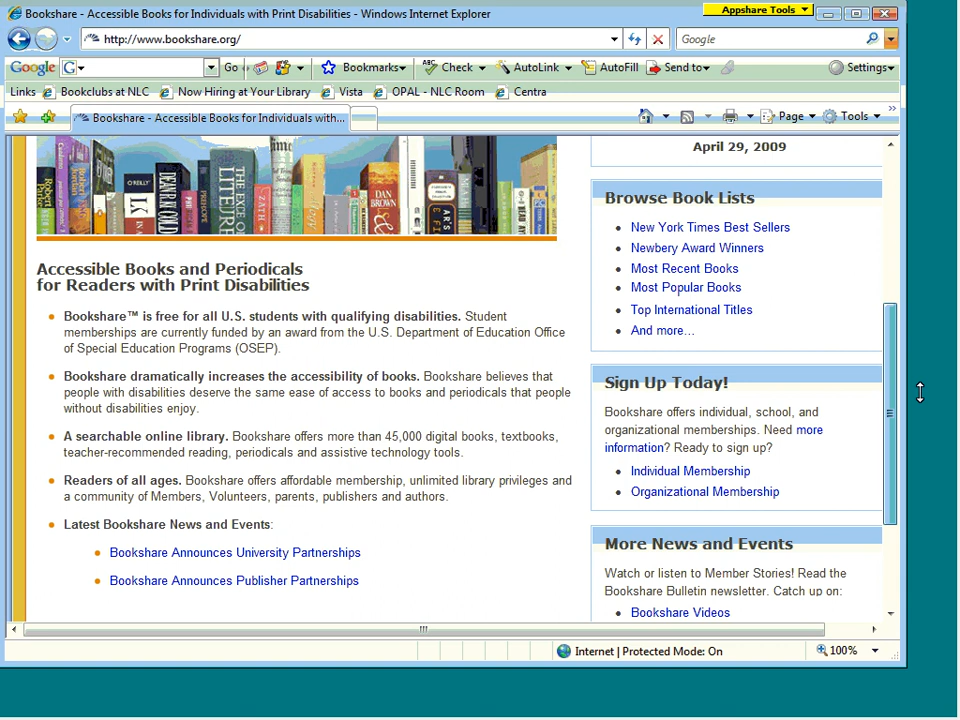 Bookshare - Accessible Books for Individuals with Print Disabilities - Windows Internet Explorer
Appshare Tools
http://www.bookshare.org/
Google
Google
G
Go
Bookmarks
Check
AutoLink
AutoFill
Send to
Settings
Links
Bookclubs at NLC
Now Hiring at Your Library
Vista
OPAL - NLC Room
Centra
Bookshare - Accessible Books for Individuals with...
Page
Tools
O'REILLY
DAN BROWN
April 29, 2009
Browse Book Lists
• New York Times Best Sellers
• Newbery Award Winners
• Most Recent Books
• Most Popular Books
• Top International Titles
• And more...
Accessible Books and Periodicals
for Readers with Print Disabilities
• Bookshare™ is free for all U.S. students with qualifying disabilities. Student
memberships are currently funded by an award from the U.S. Department of Education Office
of Special Education Programs (OSEP).
• Bookshare dramatically increases the accessibility of books. Bookshare believes that
people with disabilities deserve the same ease of access to books and periodicals that people
without disabilities enjoy.
• A searchable online library. Bookshare offers more than 45,000 digital books, textbooks,
teacher-recommended reading, periodicals and assistive technology tools.
• Readers of all ages. Bookshare offers affordable membership, unlimited library privileges and
a community of Members, Volunteers, parents, publishers and authors.
• Latest Bookshare News and Events:
• Bookshare Announces University Partnerships
• Bookshare Announces Publisher Partnerships
Sign Up Today!
Bookshare offers individual, school, and
organizational memberships. Need more
information? Ready to sign up?
• Individual Membership
• Organizational Membership
More News and Events
Watch or listen to Member Stories! Read the
Bookshare Bulletin newsletter. Catch up on:
• Bookshare Videos
Internet | Protected Mode: On
100%